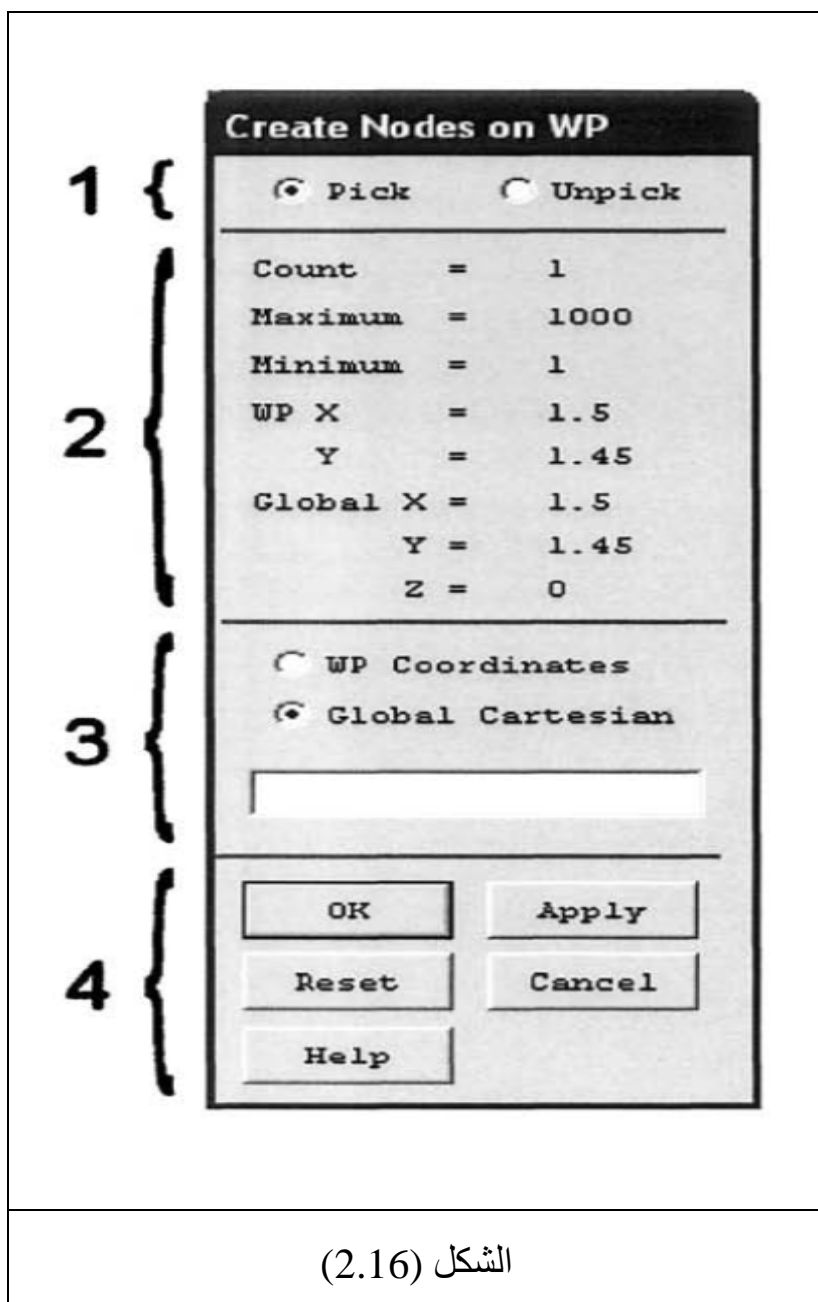 Create Nodes on WP
1 { Pick Unpick
2 {
Count = 1
Maximum = 1000
Minimum = 1
WP X = 1.5
Y = 1.45
Global X = 1.5
Y = 1.45
Z = 0
3 {
WP Coordinates
Global Cartesian
4 {
OK Apply
Reset Cancel
Help
الشكل (2.16)